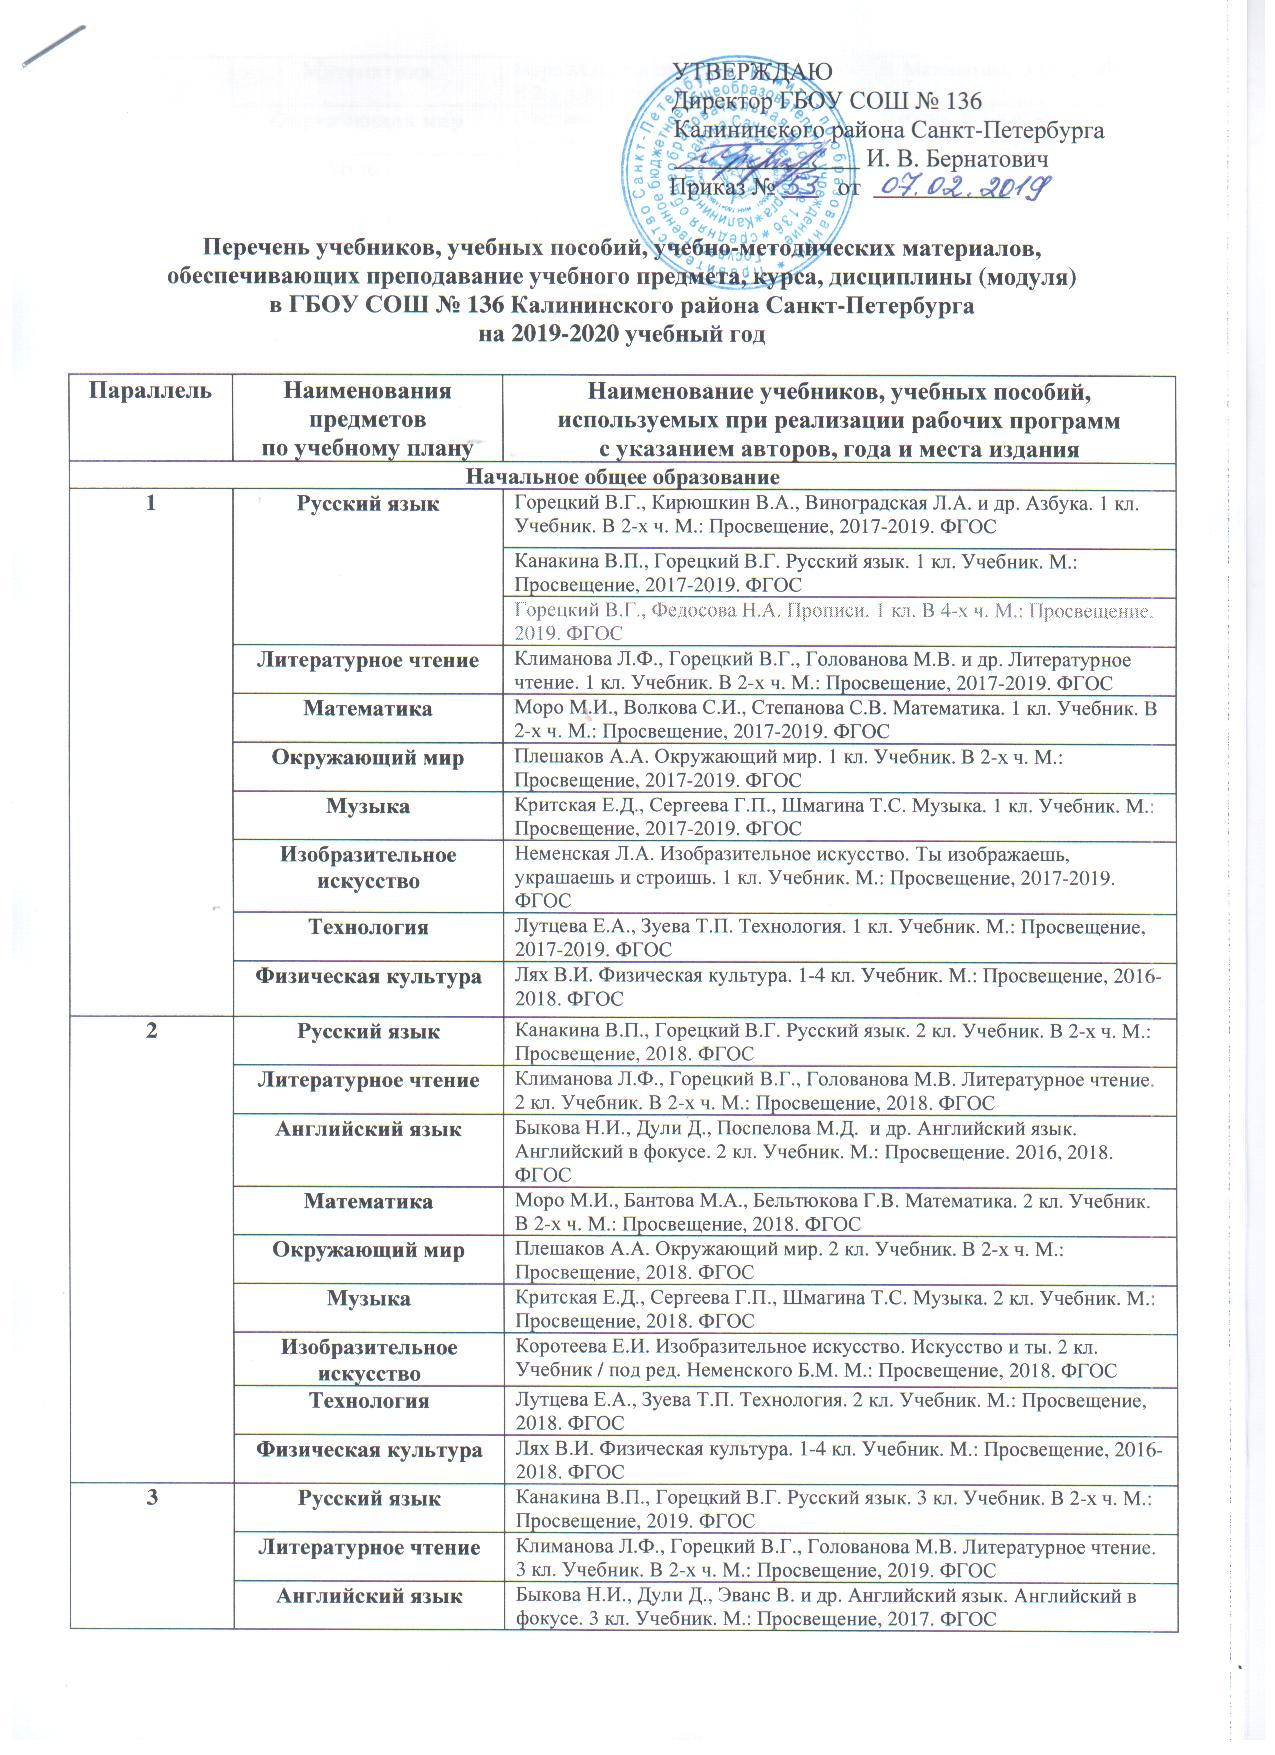 УТВЕРЖДАЮ
Директор ГБОУ СОШ № 136
Калининского района Санкт-Петербурга
И. В. Бернатович
Приказ № 53 от 07.02.2019
Перечень учебников, учебных пособий, учебно-методических материалов,
обеспечивающих преподавание учебного предмета, курса, дисциплины (модуля)
в ГБОУ СОШ № 136 Калининского района Санкт-Петербурга
на 2019-2020 учебный год
Параллель
Наименования
предметов
по учебному плану
Наименование учебников, учебных пособий,
используемых при реализации рабочих программ
с указанием авторов, года и места издания
Начальное общее образование
1
Русский язык
Горецкий В.Г., Кирюшкин В.А., Виноградская Л.А. и др. Азбука. 1 кл.
Учебник. В 2-х ч. М.: Просвещение, 2017-2019. ФГОС
Канакина В.П., Горецкий В.Г. Русский язык. 1 кл. Учебник. М.:
Просвещение, 2017-2019. ФГОС
Горецкий В.Г., Федосова Н.А. Прописи. 1 кл. В 4-х ч. М.: Просвещение.
2019. ФГОС
Литературное чтение
Климанова Л.Ф., Горецкий В.Г., Голованова М.В. и др. Литературное
чтение. 1 кл. Учебник. В 2-х ч. М.: Просвещение, 2017-2019. ФГОС
Математика
Моро М.И., Волкова С.И., Степанова С.В. Математика. 1 кл. Учебник. В
2-х ч. М.: Просвещение, 2017-2019. ФГОС
Окружающий мир
Плешаков А.А. Окружающий мир. 1 кл. Учебник. В 2-х ч. М.:
Просвещение, 2017-2019. ФГОС
Музыка
Критская Е.Д., Сергеева Г.П., Шмагина Т.С. Музыка. 1 кл. Учебник. М.:
Просвещение, 2017-2019. ФГОС
Изобразительное
искусство
Неменская Л.А. Изобразительное искусство. Ты изображаешь,
украшаешь и строишь. 1 кл. Учебник. М.: Просвещение, 2017-2019.
ФГОС
Технология
Лутцева Е.А., Зуева Т.П. Технология. 1 кл. Учебник. М.: Просвещение,
2017-2019. ФГОС
Физическая культура
Лях В.И. Физическая культура. 1-4 кл. Учебник. М.: Просвещение, 2016-
2018. ФГОС
2
Русский язык
Канакина В.П., Горецкий В.Г. Русский язык. 2 кл. Учебник. В 2-х ч. М.:
Просвещение, 2018. ФГОС
Литературное чтение
Климанова Л.Ф., Горецкий В.Г., Голованова М.В. Литературное чтение.
2 кл. Учебник. В 2-х ч. М.: Просвещение, 2018. ФГОС
Английский язык
Быкова Н.И., Дули Д., Поспелова М.Д. и др. Английский язык.
Английский в фокусе. 2 кл. Учебник. М.: Просвещение. 2016, 2018.
ФГОС
Математика
Моро М.И., Бантова М.А., Бельтюкова Г.В. Математика. 2 кл. Учебник.
В 2-х ч. М.: Просвещение, 2018. ФГОС
Окружающий мир
Плешаков А.А. Окружающий мир. 2 кл. Учебник. В 2-х ч. М.:
Просвещение, 2018. ФГОС
Музыка
Критская Е.Д., Сергеева Г.П., Шмагина Т.С. Музыка. 2 кл. Учебник. М.:
Просвещение, 2018. ФГОС
Изобразительное
искусство
Коротеева Е.И. Изобразительное искусство. Искусство и ты. 2 кл.
Учебник / под ред. Неменского Б.М. М.: Просвещение, 2018. ФГОС
Технология
Лутцева Е.А., Зуева Т.П. Технология. 2 кл. Учебник. М.: Просвещение,
2018. ФГОС
Физическая культура
Лях В.И. Физическая культура. 1-4 кл. Учебник. М.: Просвещение, 2016-
2018. ФГОС
3
Русский язык
Канакина В.П., Горецкий В.Г. Русский язык. 3 кл. Учебник. В 2-х ч. М.:
Просвещение, 2019. ФГОС
Литературное чтение
Климанова Л.Ф., Горецкий В.Г., Голованова М.В. Литературное чтение.
3 кл. Учебник. В 2-х ч. М.: Просвещение, 2019. ФГОС
Английский язык
Быкова Н.И., Дули Д., Эванс В. и др. Английский язык. Английский в
фокусе. 3 кл. Учебник. М.: Просвещение, 2017. ФГОС